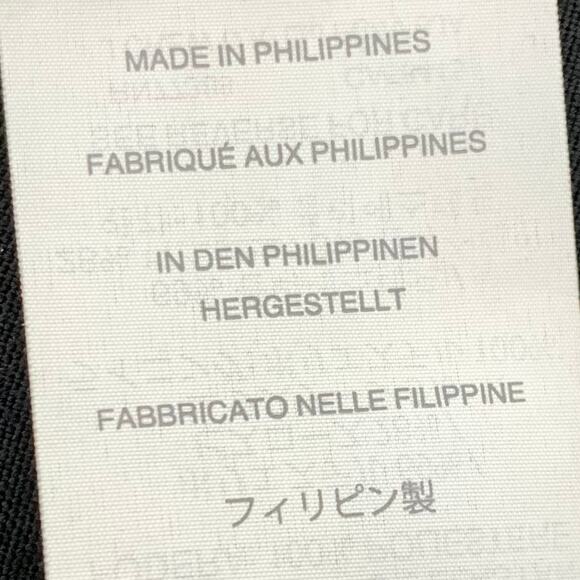 MADE IN PHILIPPINES
FABRIQUÉ AUX PHILIPPINES
IN DEN PHILIPPINEN
HERGESTELLT
FABBRICATO NELLE FILIPPINE
フィリピン製